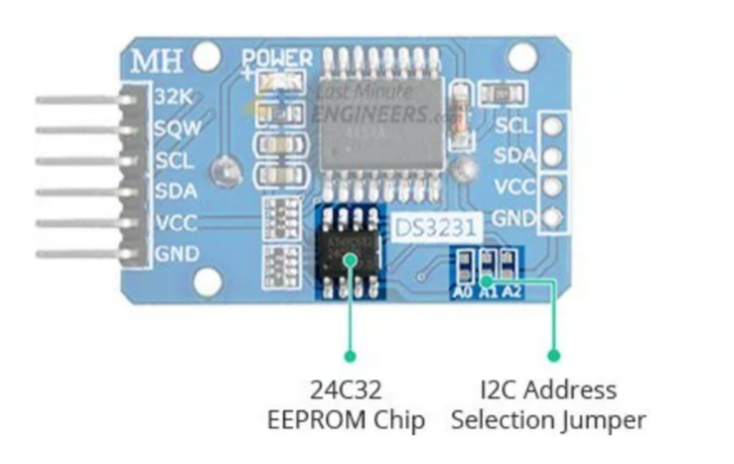 MH
POWER
+
32K
SQW
SCL
SDA
VCC
GND
Last Minute
ENGINEERS.com
SCL
SDA
VCC
GND
DS3231
A0 A1 A2
24C32
EEPROM Chip
I2C Address
Selection Jumper